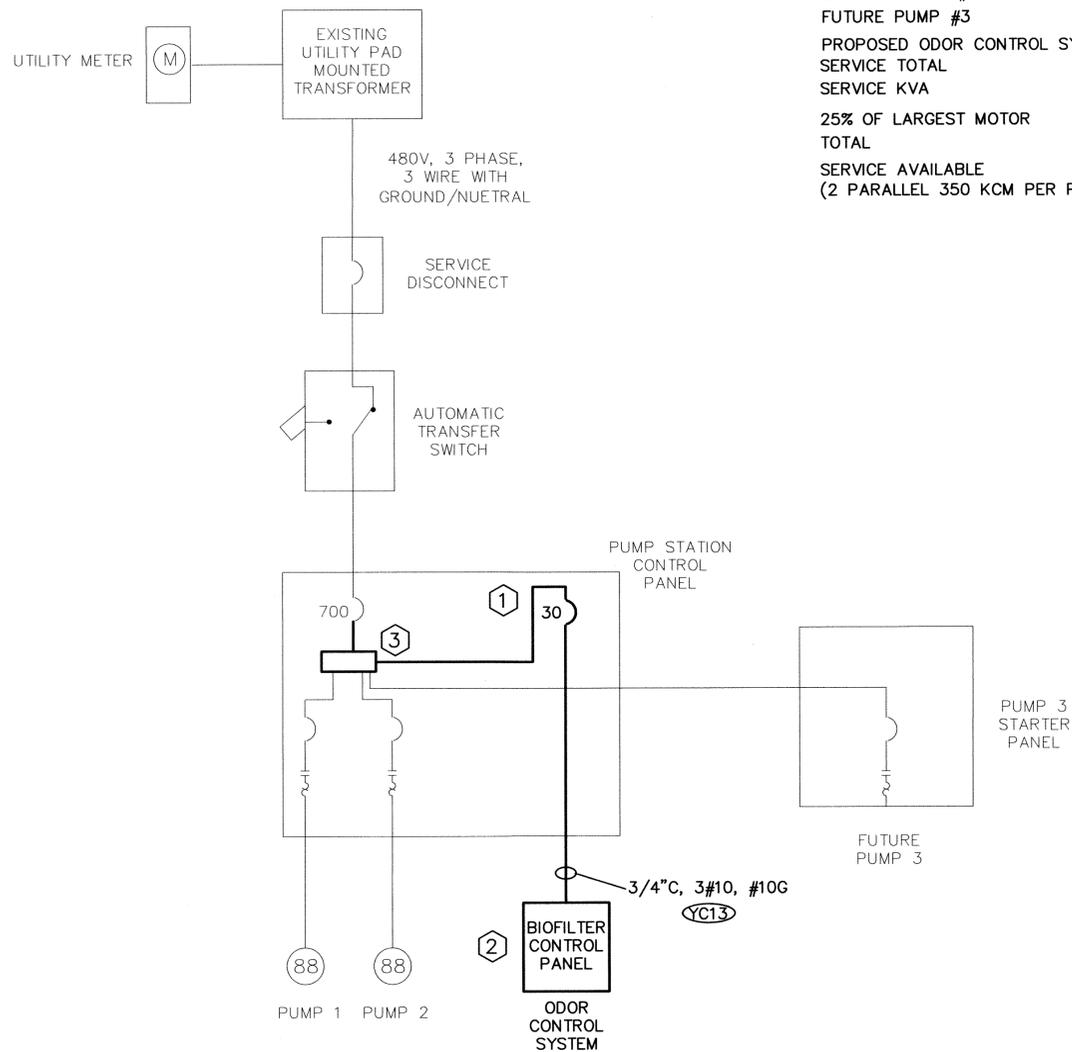 UTILITY METER
M
EXISTING
UTILITY PAD
MOUNTED
TRANSFORMER
FUTURE PUMP #3
PROPOSED ODOR CONTROL SY
SERVICE TOTAL
SERVICE KVA
25% OF LARGEST MOTOR
TOTAL
SERVICE AVAILABLE
(2 PARALLEL 350 KCM PER P
480V, 3 PHASE,
3 WIRE WITH
GROUND/NUETRAL
SERVICE
DISCONNECT
AUTOMATIC
TRANSFER
SWITCH
PUMP STATION
CONTROL
PANEL
700
3
1
30
PUMP 3
STARTER
PANEL
FUTURE
PUMP 3
3/4"C, 3#10, #10G
YC13
2
BIOFILTER
CONTROL
PANEL
ODOR
CONTROL
SYSTEM
88
88
PUMP 1
PUMP 2